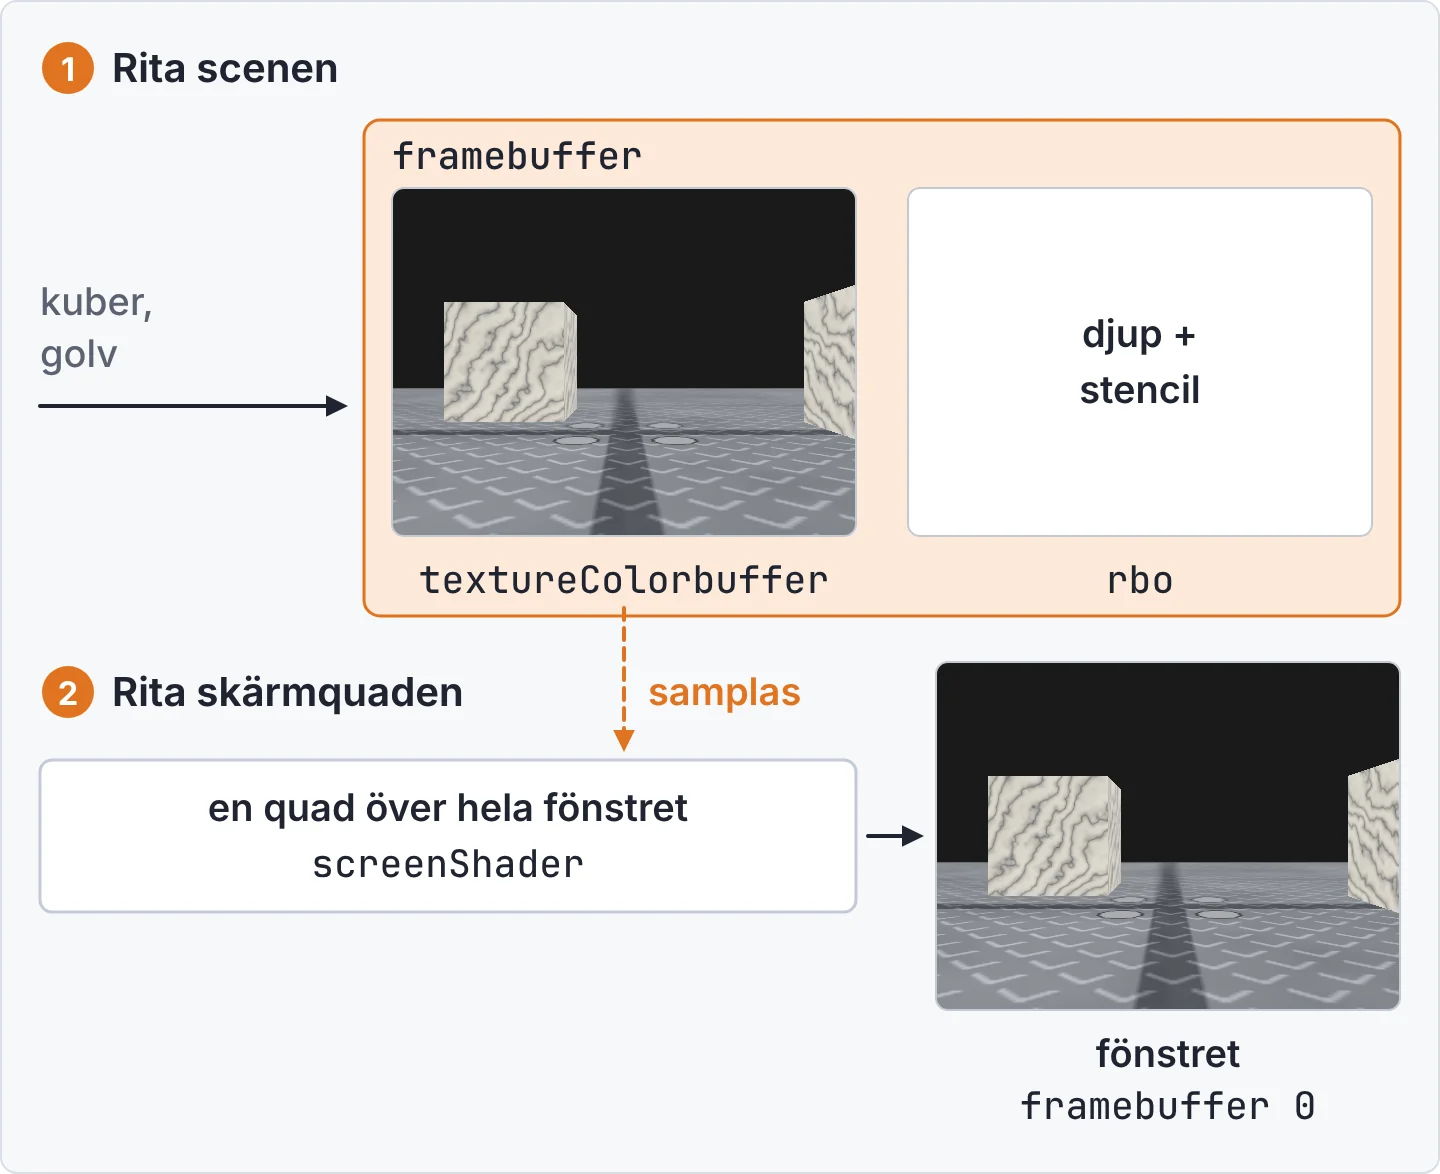 1 Rita scenen
framebuffer
kuber,
golv
djup +
stencil
textureColorbuffer
rbo
2 Rita skärmquaden
samplas
en quad över hela fönstret
screenShader
fönstret
framebuffer 0